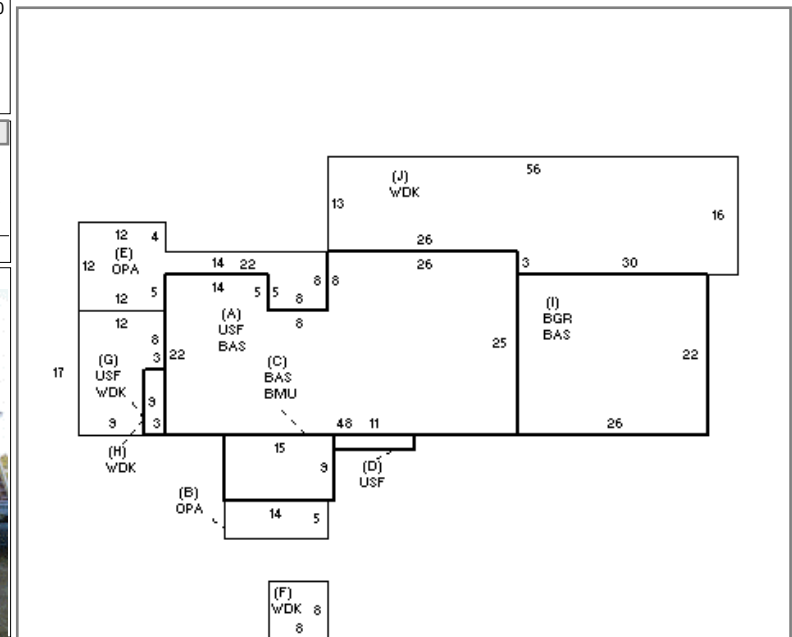 56
(J)
WDK
13
16
26
12 4
(E)
12 OPA
14 22
26
3
30
12 5
14
5 5
8
8
8
12
8
(A)
USF
BAS
(I)
BGR
BAS
8
3
22
25
22
17
(G)
USF
WDK
(C)
BAS
BMU
9
9 3
48 11
26
(H)
WDK
15
9
(D)
USF
(B)
OPA
14 5
(F)
WDK 8
8